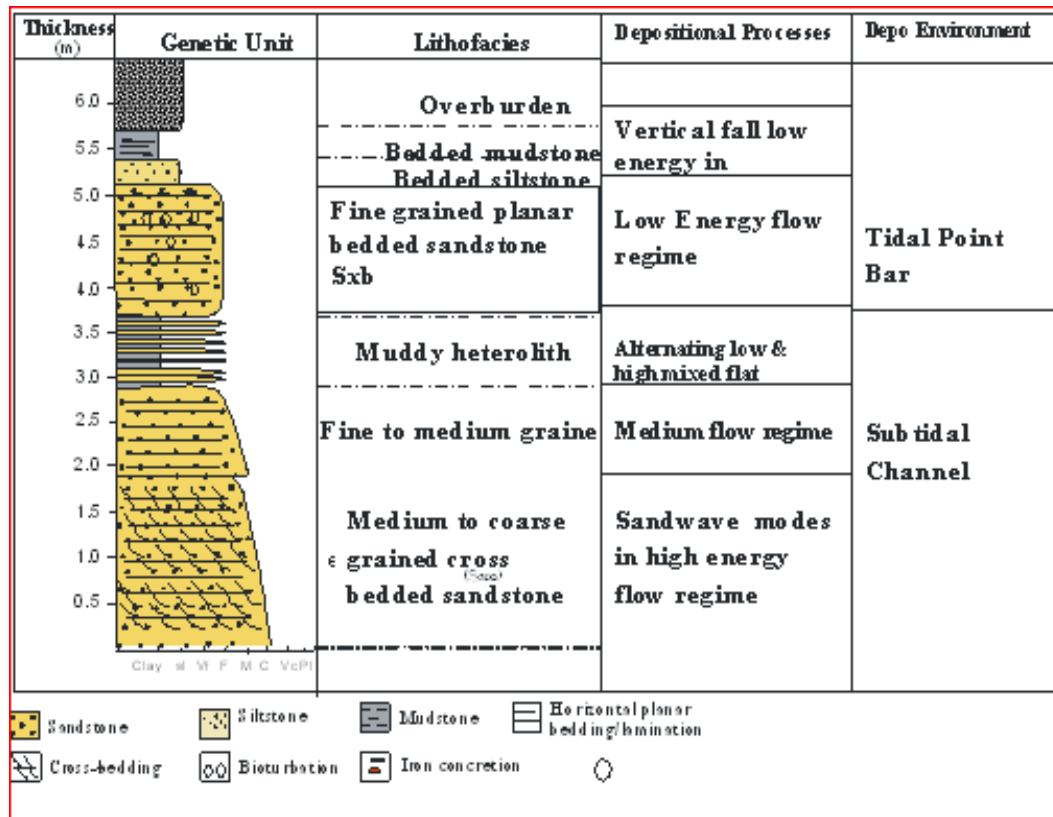 Thickness
(m)
Genetic Unit
Lithofacies
Depositional Processes
Depo Environment
6.0
5.5
5.0
4.5
4.0
3.5
3.0
2.5
2.0
1.5
1.0
0.5
Overburden
Bedded mudstone
Bedded siltstone
Fine grained planar
bedded sandstone
Sxb
Muddy heterolith
Fine to medium graine
Medium to coarse
grained cross
bedded sandstone
Vertical fall low
energy in
Low Energy flow
regime
Alternating low &
high mixed flat
Medium flow regime
Sandwave modes
in high energy
flow regime
Tidal Point
Bar
Subtidal
Channel
Clay sl Vf F M C VcPl
Sandstone
Siltstone
Mudstone
Horizontal planar
bedding/lamination
Cross-bedding
Bioturbation
Iron concretion